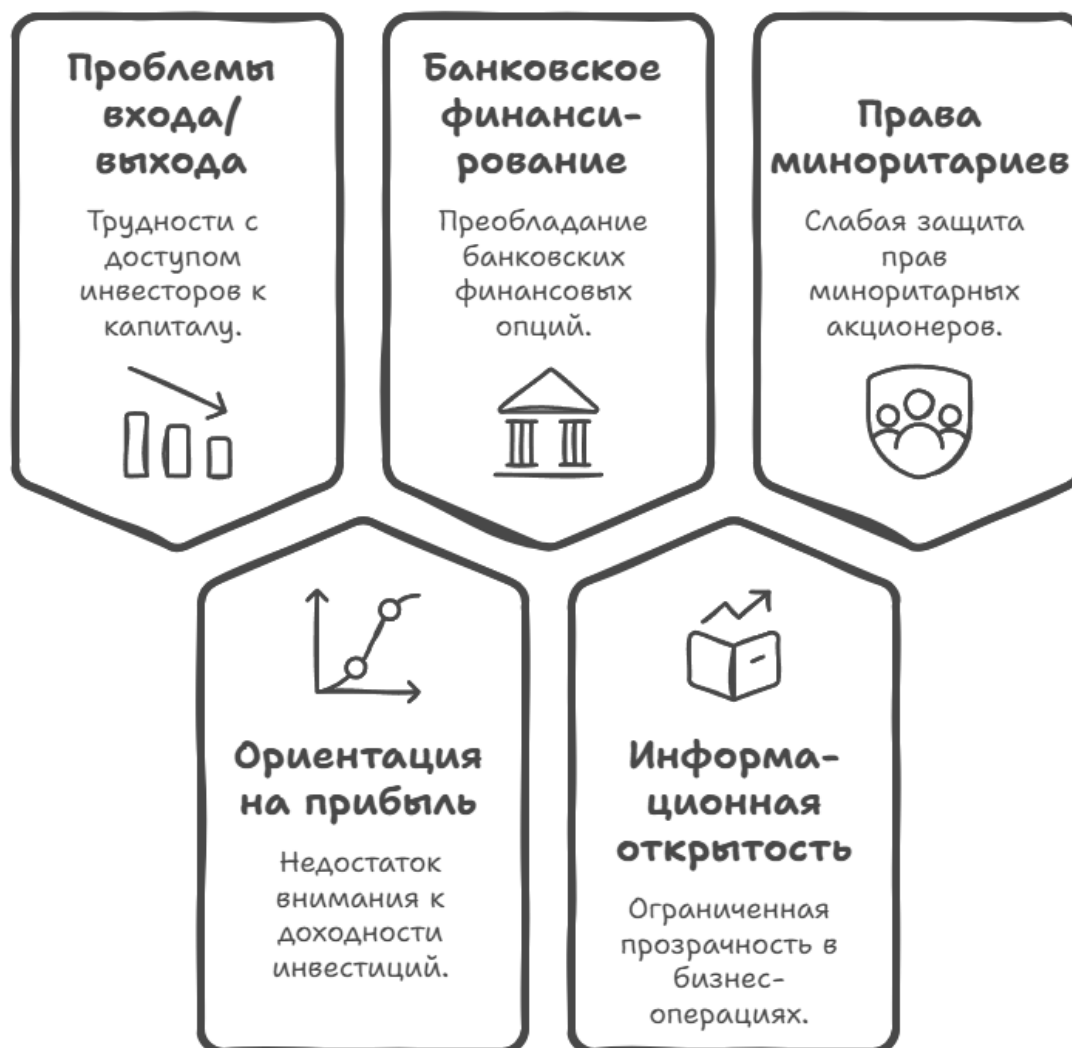 Проблемы
входа/
выхода
Трудности с
доступом
инвесторов к
капиталу.
Банковское
финанси-
рование
Преобладание
банковских
финансовых
опций.
Права
миноритариев
Слабая защита
прав
миноритарных
акционеров.
Ориентация
на прибыль
Недостаток
внимания к
доходности
инвестиций.
Информа-
ционная
открытость
Ограниченная
прозрачность в
бизнес-
операциях.